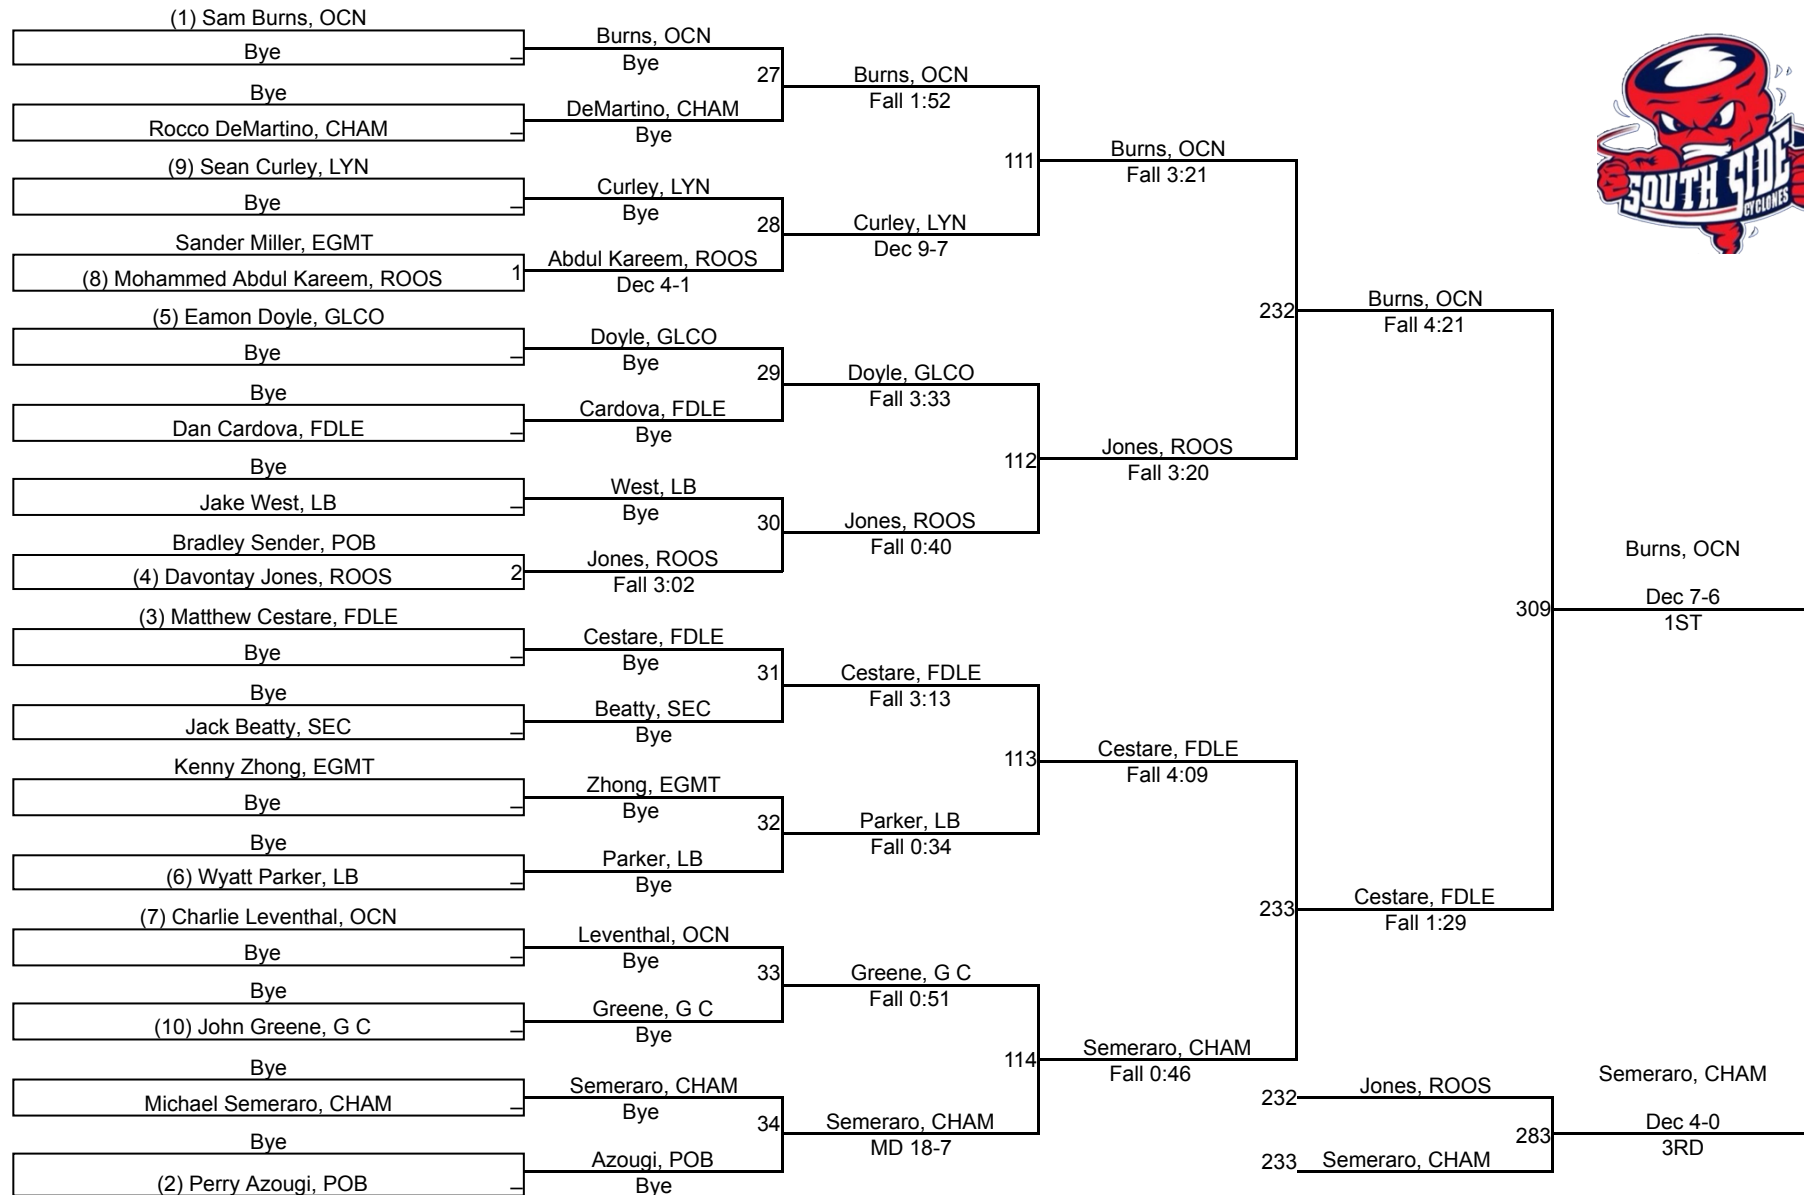 (1) Sam Burns, OCN
Bye
Bye
Rocco DeMartino, CHAM
(9) Sean Curley, LYN
Bye
Sander Miller, EGMT
(8) Mohammed Abdul Kareem, ROOS
1
(5) Eamon Doyle, GLCO
Bye
Bye
Dan Cardova, FDLE
Bye
Jake West, LB
Bradley Sender, POB
(4) Davontay Jones, ROOS
2
(3) Matthew Cestare, FDLE
Bye
Bye
Jack Beatty, SEC
Kenny Zhong, EGMT
Bye
Bye
(6) Wyatt Parker, LB
(7) Charlie Leventhal, OCN
Bye
Bye
(10) John Greene, G C
Bye
Michael Semeraro, CHAM
Bye
(2) Perry Azougi, POB
Burns, OCN
Bye
27
DeMartino, CHAM
Bye
Curley, LYN
Bye
28
Abdul Kareem, ROOS
Dec 4-1
Doyle, GLCO
Bye
29
Cardova, FDLE
Bye
West, LB
Bye
30
Jones, ROOS
Fall 3:02
Cestare, FDLE
Bye
31
Beatty, SEC
Bye
Zhong, EGMT
Bye
32
Parker, LB
Bye
Leventhal, OCN
Bye
33
Greene, G C
Bye
Semeraro, CHAM
Bye
34
Azougi, POB
Bye
Burns, OCN
Fall 1:52
111
Curley, LYN
Dec 9-7
Doyle, GLCO
Fall 3:33
112
Jones, ROOS
Fall 0:40
Cestare, FDLE
Fall 3:13
113
Parker, LB
Fall 0:34
Greene, G C
Fall 0:51
114
Semeraro, CHAM
MD 18-7
Burns, OCN
Fall 3:21
232
Jones, ROOS
Fall 3:20
Cestare, FDLE
Fall 4:09
233
Semeraro, CHAM
Fall 0:46
Burns, OCN
Fall 4:21
309
Cestare, FDLE
Fall 1:29
232
Jones, ROOS
283
233
Semeraro, CHAM
SOUTH SIDE
CYCLONES
Burns, OCN
Dec 7-6
1ST
Semeraro, CHAM
Dec 4-0
3RD